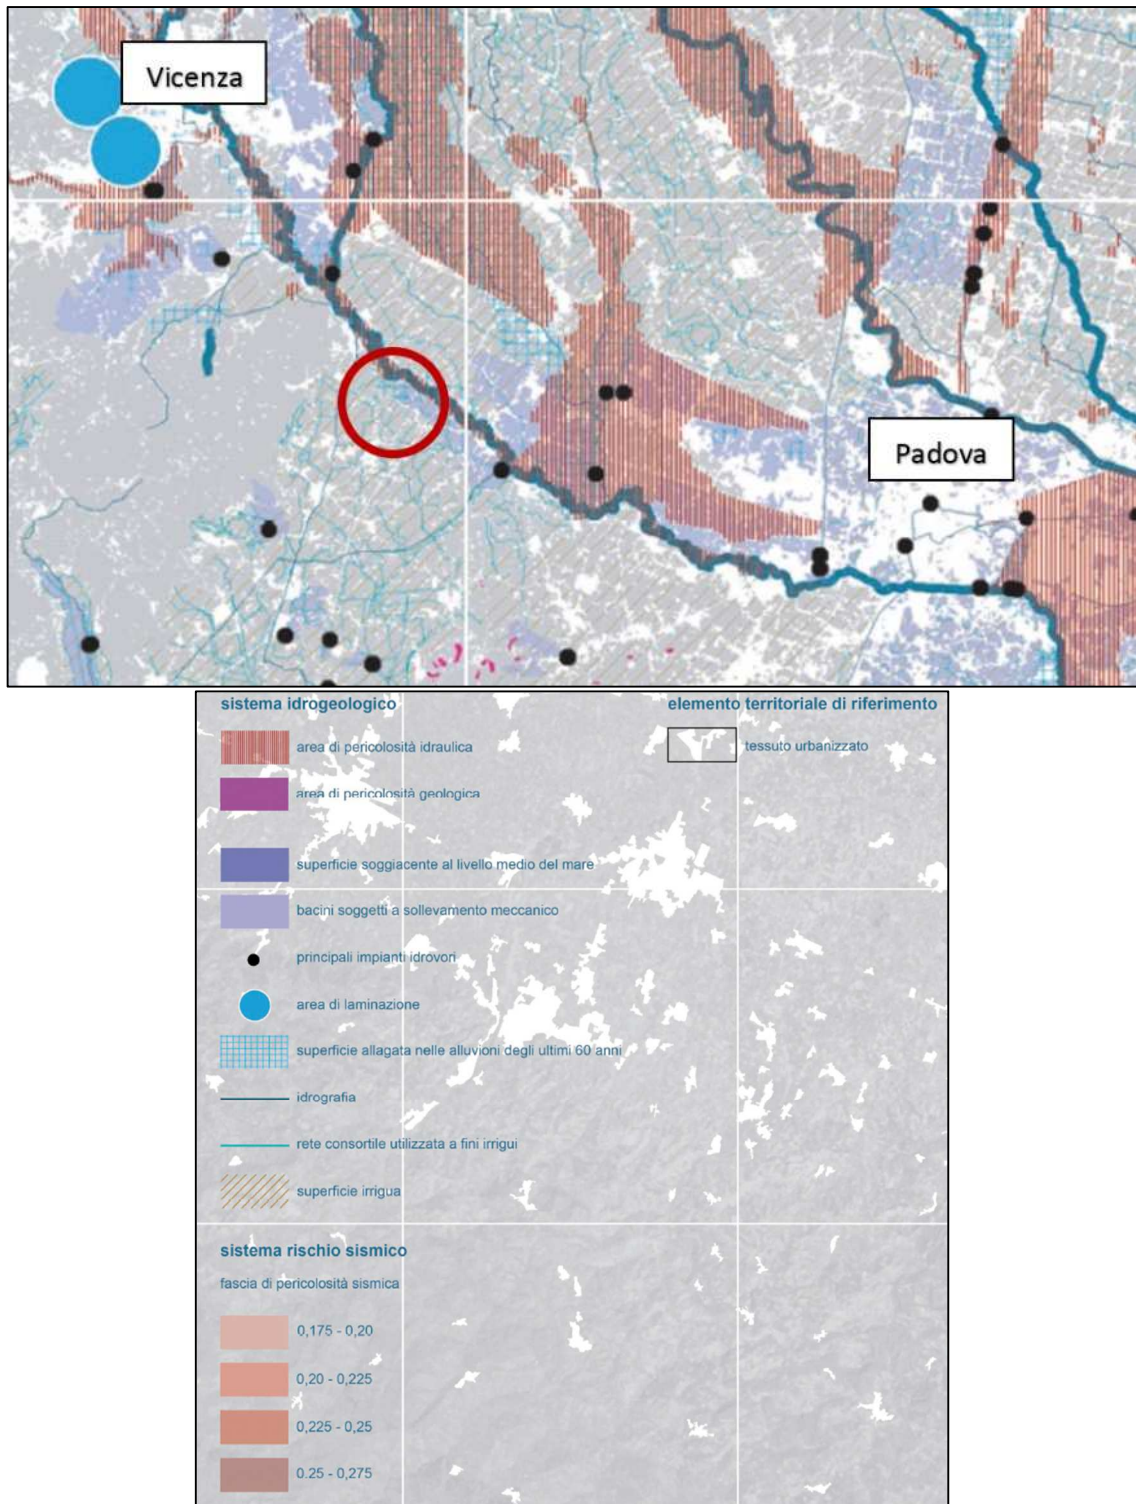 Vicenza
Padova
sistema idrogeologico
area di pericolosità idraulica
area di pericolosità geologica
superficie soggiacente al livello medio del mare
bacini soggetti a sollevamento meccanico
principali impianti idrovori
area di laminazione
superficie allagata nelle alluvioni degli ultimi 60 anni
idrografia
rete consortile utilizzata a fini irrigui
superficie irrigua
sistema rischio sismico
fascia di pericolosità sismica
0,175 - 0,20
0,20 - 0,225
0,225 - 0,25
0.25 - 0,275
elemento territoriale di riferimento
tessuto urbanizzato